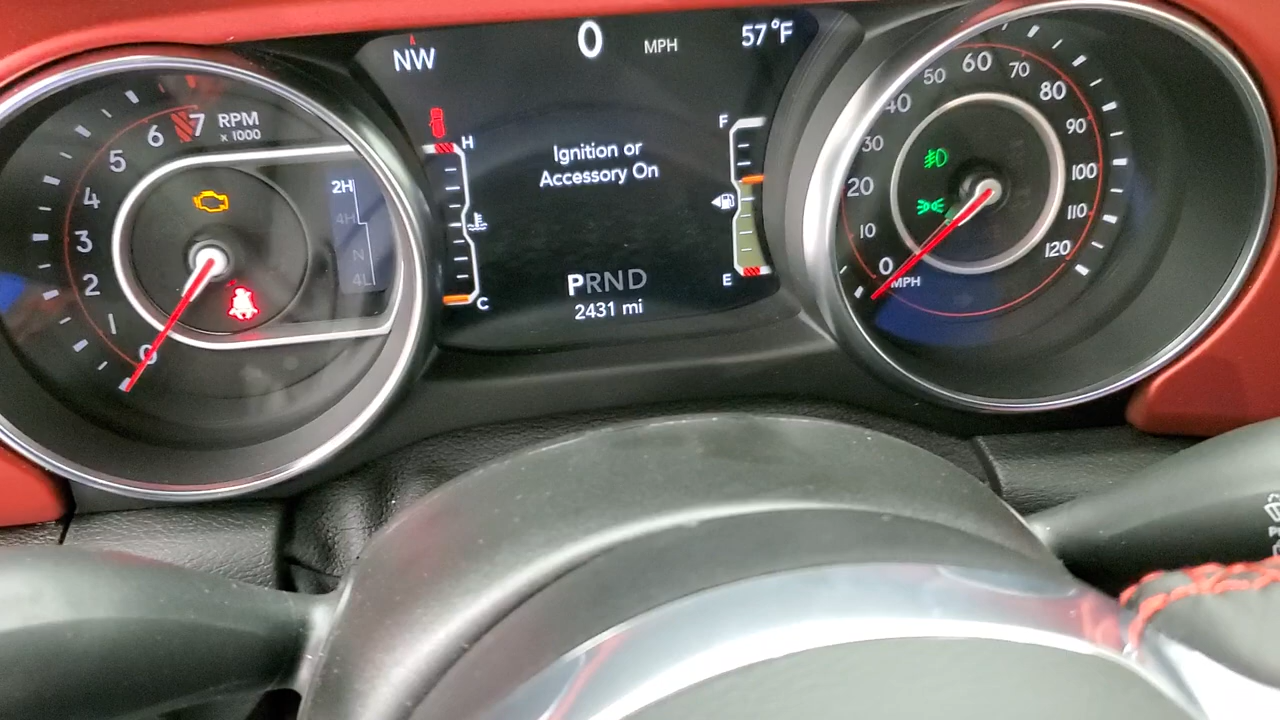 NW
0 MPH
57°F
RPM
x 1000
7
6
5
4
3
2
1
0
2H
4H
N
4L
H
C
Ignition or
Accessory On
PRND
2431 mi
F
E
0
10
20
30
40
50
60
70
80
90
100
110
120
MPH